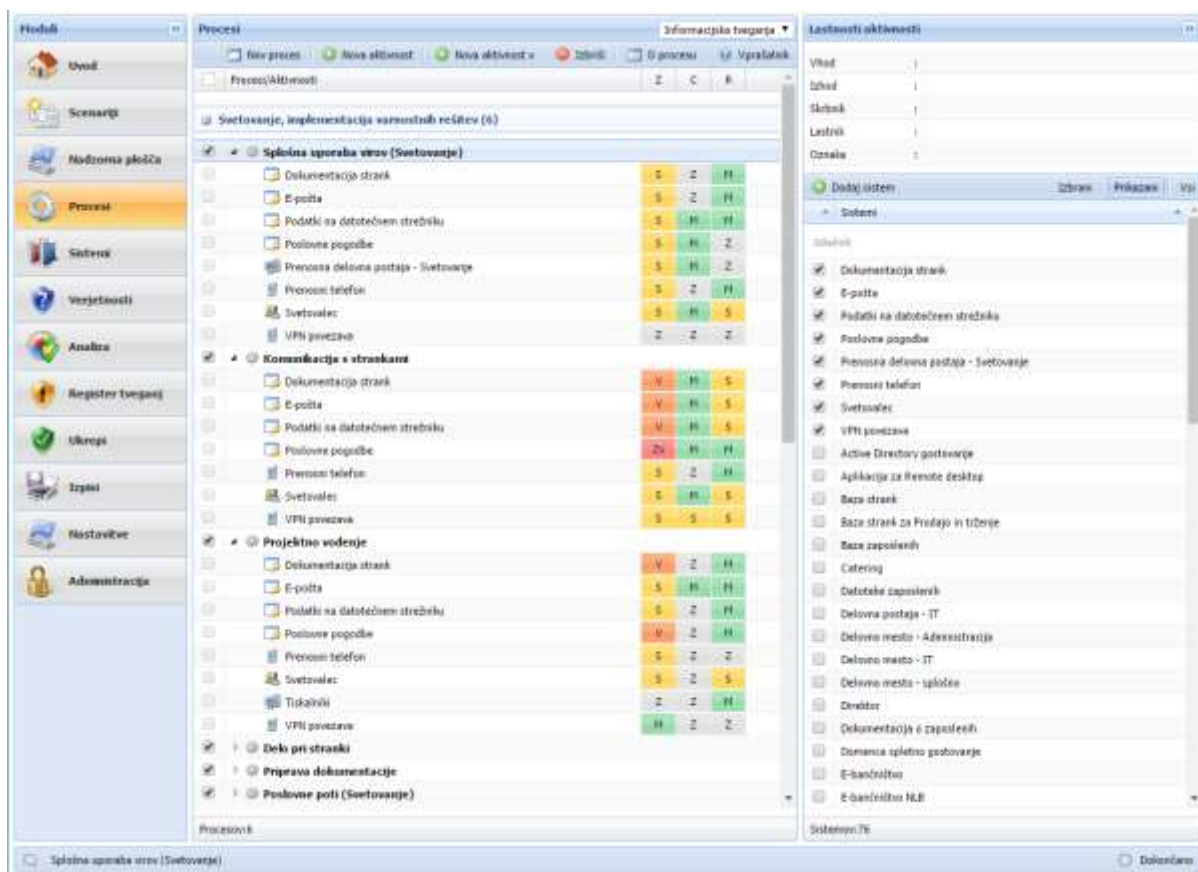 Moduli
Uvod
Scenariji
Nadzorna plošča
Procesi
Sistemi
Verjetnosti
Analiza
Register tveganj
Ukrepi
Izpisi
Nastavitve
Administracija
Procesi
Informacijska tveganja
Nov proces
Nova aktivnost
Nova aktivnost v
Izbriši
O procesu
Vprašalnik
Procesi/Aktivnosti Z C R
Svetovanje, implementacija varnostnih rešitev (6)
Splošna uporaba virov (Svetovanje)
Dokumentacija strank S Z M
E-pošta S Z M
Podatki na datotečnem strežniku S M M
Poslovne pogodbe S M Z
Prenosna delovna postaja - Svetovanje S M Z
Prenosni telefon S Z M
Svetovalec S M S
VPN povezava Z Z Z
Komunikacija s strankami
Dokumentacija strank V M S
E-pošta V M S
Podatki na datotečnem strežniku V M S
Poslovne pogodbe ZV M M
Prenosni telefon S Z M
Svetovalec S M S
VPN povezava S S S
Projektno vodenje
Dokumentacija strank V Z M
E-pošta S M M
Podatki na datotečnem strežniku S Z M
Poslovne pogodbe V Z M
Prenosni telefon S Z Z
Svetovalec S Z S
Tiskalniki Z Z M
VPN povezava M Z Z
Delo pri stranki
Priprava dokumentacije
Poslovne poti (Svetovanje)
Procesov:6
Lastnosti aktivnosti
Vhod :
Izhod :
Skrbnik :
Lastnik :
Oznaka :
Dodaj sistem Izbrani Prikazani Vsi
Sistemi
Dokumentacija strank
E-pošta
Podatki na datotečnem strežniku
Poslovne pogodbe
Prenosna delovna postaja - Svetovanje
Prenosni telefon
Svetovalec
VPN povezava
Active Directory gostovanje
Aplikacija za Remote desktop
Baza strank
Baza strank za Prodajo in trženje
Baza zaposlenih
Catering
Datoteke zaposlenih
Delovna postaja - IT
Delovno mesto - Administracija
Delovno mesto - IT
Delovno mesto - splošno
Direktor
Dokumentacija o zaposlenih
Domenca spletno gostovanje
E-bančništvo
E-bančništvo NLB
Sistemov:76
Splošna uporaba virov (Svetovanje)
Dokončano